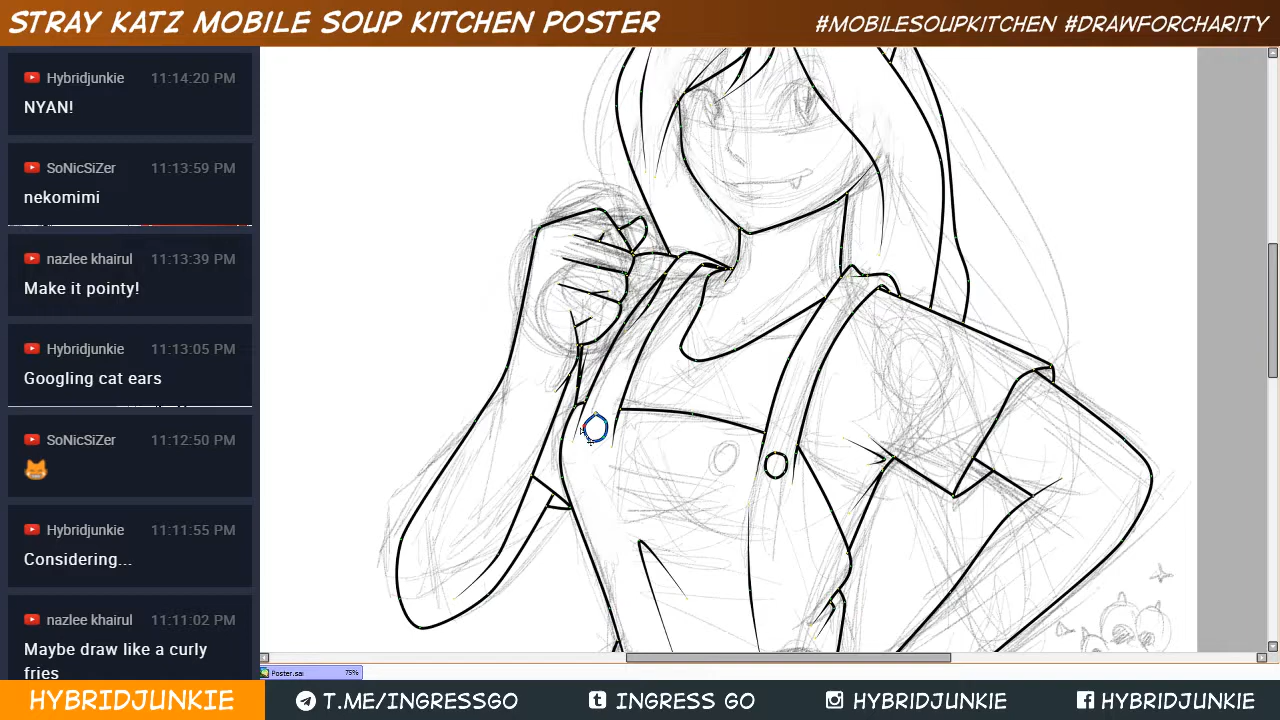 STRAY KATZ MOBILE SOUP KITCHEN POSTER
#MOBILESOUPKITCHEN #DRAWFORCHARITY
Hybridjunkie 11:14:20 PM
NYAN!
SoNicSiZer 11:13:59 PM
nekomimi
nazlee khairul 11:13:39 PM
Make it pointy!
Hybridjunkie 11:13:05 PM
Googling cat ears
SoNicSiZer 11:12:50 PM
Hybridjunkie 11:11:55 PM
Considering...
nazlee khairul 11:11:02 PM
Maybe draw like a curly
fries
Poster.sai 75%
HYBRIDJUNKIE T.ME/INGRESSGO INGRESS GO HYBRIDJUNKIE HYBRIDJUNKIE